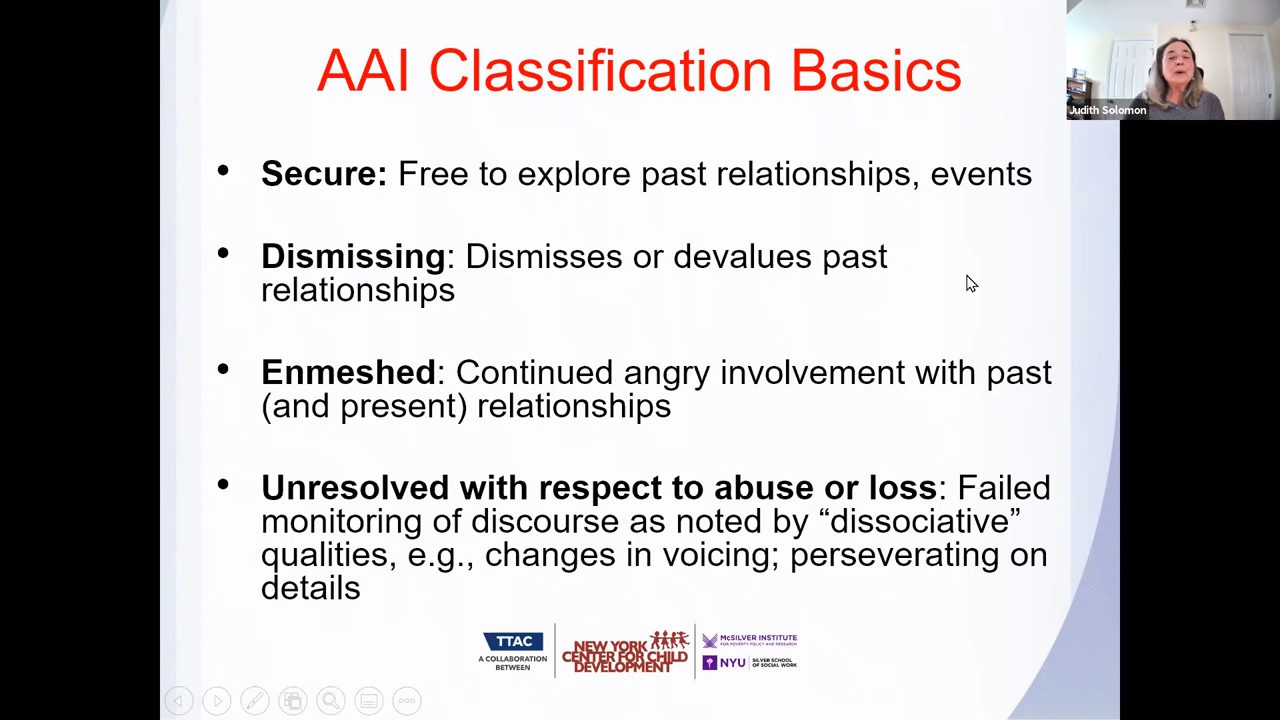 AAI Classification Basics
Judith Solomon
• Secure: Free to explore past relationships, events
• Dismissing: Dismisses or devalues past
relationships
• Enmeshed: Continued angry involvement with past
(and present) relationships
• Unresolved with respect to abuse or loss: Failed
monitoring of discourse as noted by “dissociative”
qualities, e.g., changes in voicing; perseverating on
details
TTAC
A COLLABORATION
BETWEEN
NEW YORK
CENTER FOR CHILD
DEVELOPMENT
McSILVER INSTITUTE
FOR POVERTY POLICY AND RESEARCH
NYU SILVER SCHOOL
OF SOCIAL WORK